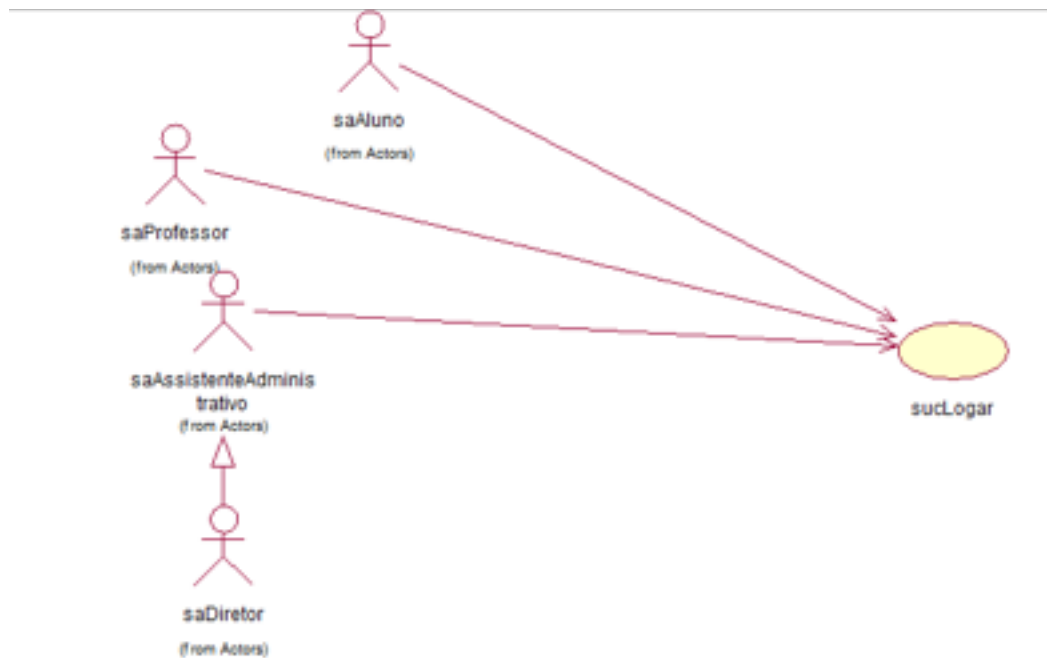 saAluno
(from Actors)
saProfessor
(from Actors)
saAssistenteAdminis
trativo
(from Actors)
sucLogar
saDiretor
(from Actors)